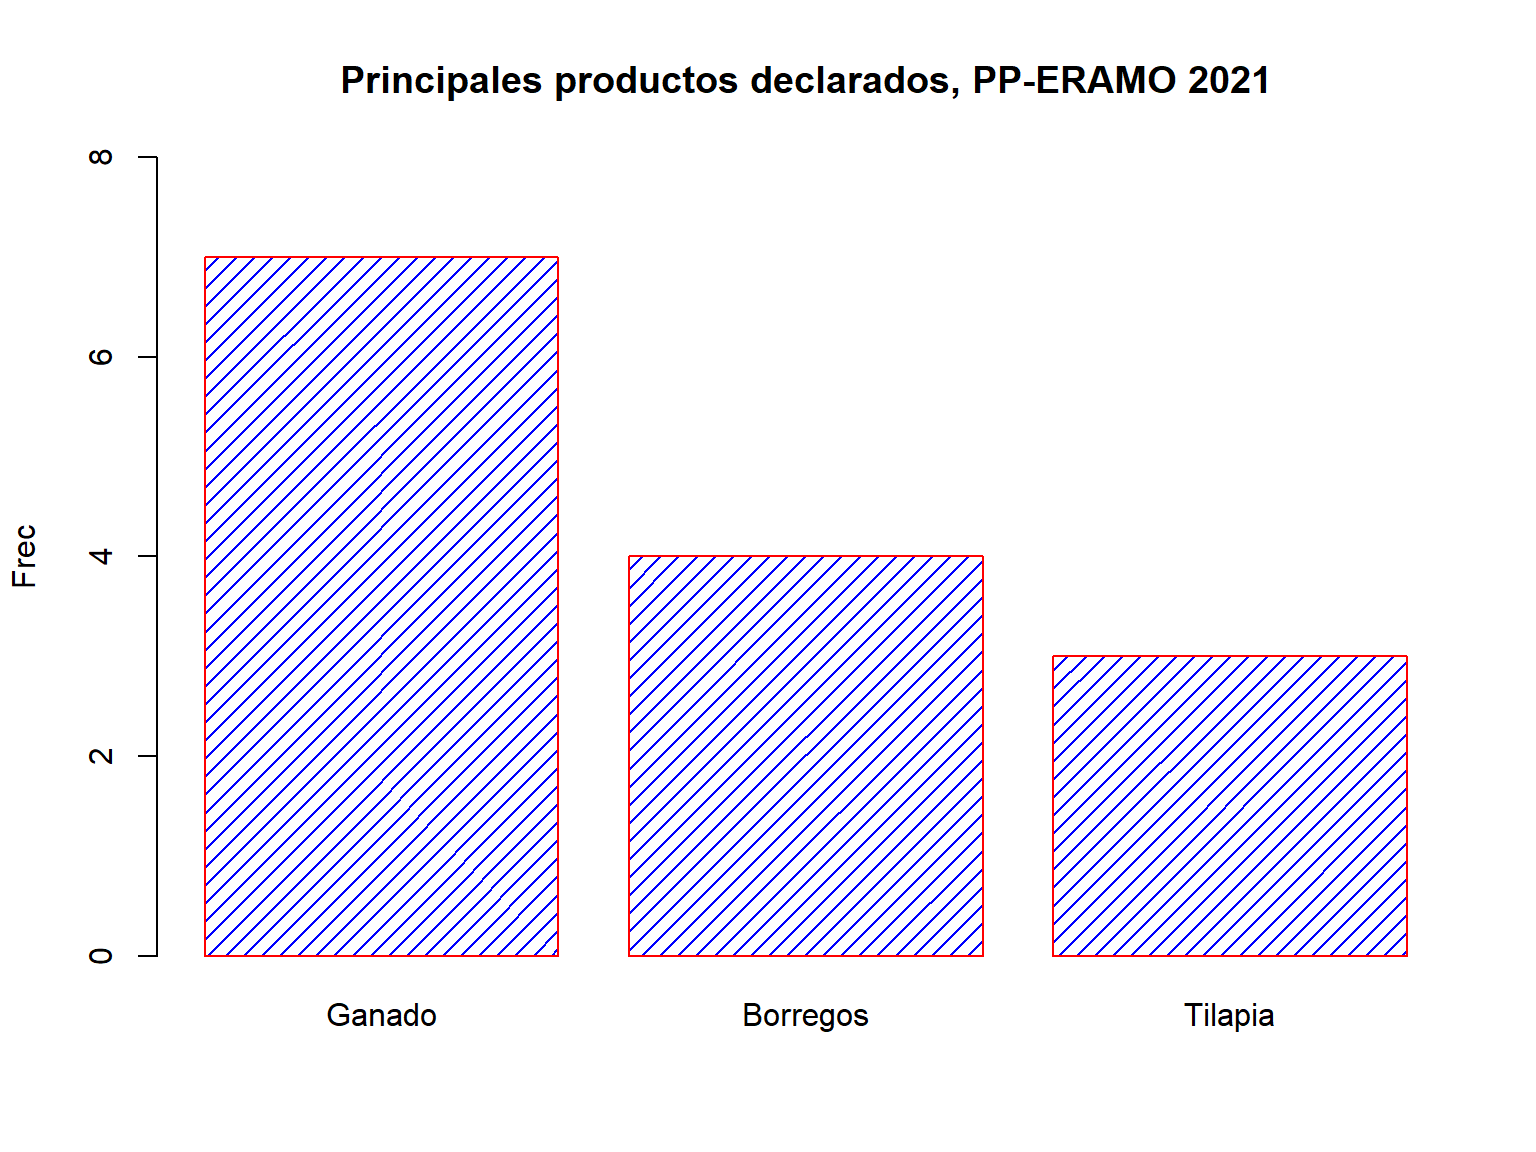 Principales productos declarados, PP-ERAMO 2021
8
6
4
2
0
Frec
Ganado
Borregos
Tilapia